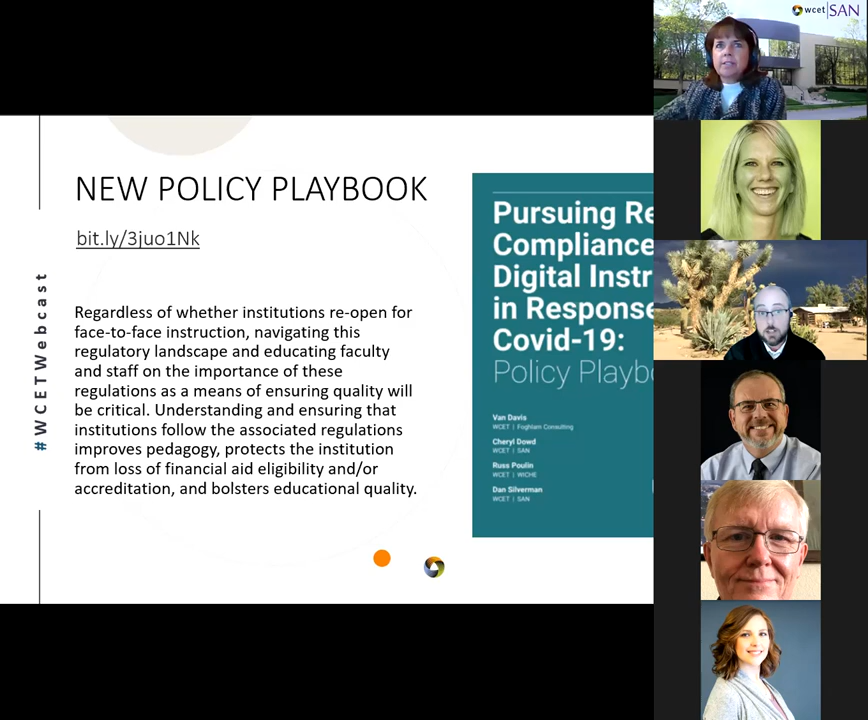 wcet SAN
NEW POLICY PLAYBOOK
bit.ly/3juo1Nk
Regardless of whether institutions re-open for
face-to-face instruction, navigating this
regulatory landscape and educating faculty
and staff on the importance of these
regulations as a means of ensuring quality will
be critical. Understanding and ensuring that
institutions follow the associated regulations
improves pedagogy, protects the institution
from loss of financial aid eligibility and/or
accreditation, and bolsters educational quality.
#WCETWebcast
Pursuing Re
Compliance
Digital Instr
in Response
Covid-19:
Policy Playb
Van Davis
WCET | Foghlam Consulting
Cheryl Dowd
WCET | SAN
Russ Poulin
WCET | WICHE
Dan Silverman
WCET | SAN